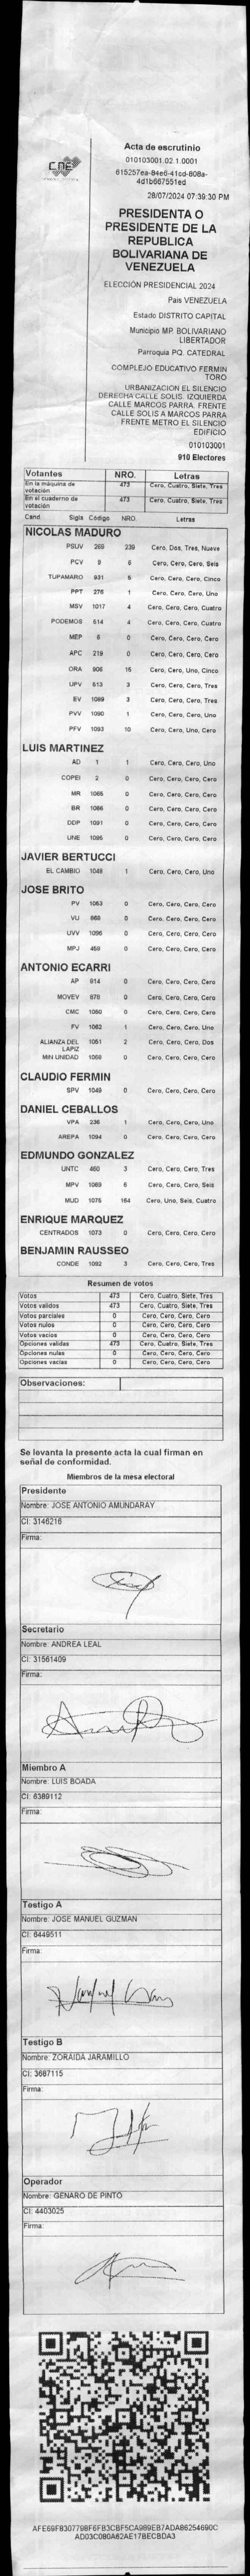 CNE
Acta de escrutinio
010103001.02.1.0001
28/07/2024 07:39:30 PM
PRESIDENTA O
PRESIDENTE DE LA
REPUBLICA
BOLIVARIANA DE
VENEZUELA
ELECCIÓN PRESIDENCIAL 2024
Pais VENEZUELA
Estado DISTRITO CAPITAL
Municipio MP. BOLIVARIANO
LIBERTADOR
Parroquia PQ. CATEDRAL
COMPLEJO EDUCATIVO FERMIN
TORO
URBANIZACION EL SILENCIO
DERECHA CALLE SOLIS. IZQUIERDA
CALLE MARCOS PARRA. FRENTE
CALLE SOLIS A MARCOS PARRA
FRENTE METRO EL SILENCIO
EDIFICIO
010103001
910 Electores
Votantes NRO. Letras
En la máquina de votación 473 Cero, Cuatro, Siete, Tres
En el cuaderno de votación 473 Cero, Cuatro, Siete, Tres
Cand. Sigla Código NRO. Letras
NICOLAS MADURO
PSUV 269 239 Cero, Dos, Tres, Nueve
PCV 9 6 Cero, Cero, Cero, Seis
TUPAMARO 931 5 Cero, Cero, Cero, Cinco
PPT 276 1 Cero, Cero, Cero, Uno
MSV 1017 4 Cero, Cero, Cero, Cuatro
PODEMOS 614 4 Cero, Cero, Cero, Cuatro
MEP 6 0 Cero, Cero, Cero, Cero
APC 219 0 Cero, Cero, Cero, Cero
ORA 906 15 Cero, Cero, Uno, Cinco
UPV 513 3 Cero, Cero, Cero, Tres
EV 1089 3 Cero, Cero, Cero, Tres
PVV 1090 1 Cero, Cero, Cero, Uno
PFV 1093 10 Cero, Cero, Uno, Cero
LUIS MARTINEZ
AD 1 1 Cero, Cero, Cero, Uno
COPEI 2 0 Cero, Cero, Cero, Cero
MR 1065 0 Cero, Cero, Cero, Cero
BR 1086 0 Cero, Cero, Cero, Cero
DDP 1091 0 Cero, Cero, Cero, Cero
UNE 1095 0 Cero, Cero, Cero, Cero
JAVIER BERTUCCI
EL CAMBIO 1048 1 Cero, Cero, Cero, Uno
JOSE BRITO
PV 1053 0 Cero, Cero, Cero, Cero
VU 868 0 Cero, Cero, Cero, Cero
UVV 1096 0 Cero, Cero, Cero, Cero
MPJ 458 0 Cero, Cero, Cero, Cero
ANTONIO ECARRI
AP 914 0 Cero, Cero, Cero, Cero
MOVEV 878 0 Cero, Cero, Cero, Cero
CMC 1050 0 Cero, Cero, Cero, Cero
FV 1062 1 Cero, Cero, Cero, Uno
ALIANZA DEL LAPIZ 1051 2 Cero, Cero, Cero, Dos
MIN UNIDAD 1068 0 Cero, Cero, Cero, Cero
CLAUDIO FERMIN
SPV 1049 0 Cero, Cero, Cero, Cero
DANIEL CEBALLOS
VPA 236 1 Cero, Cero, Cero, Uno
AREPA 1094 0 Cero, Cero, Cero, Cero
EDMUNDO GONZALEZ
UNTC 460 3 Cero, Cero, Cero, Tres
MPV 1069 6 Cero, Cero, Cero, Seis
MUD 1075 164 Cero, Uno, Seis, Cuatro
ENRIQUE MARQUEZ
CENTRADOS 1073 0 Cero, Cero, Cero, Cero
BENJAMIN RAUSSEO
CONDE 1092 3 Cero, Cero, Cero, Tres
Resumen de votos
Votos 473 Cero, Cuatro, Siete, Tres
Votos validos 473 Cero, Cuatro, Siete, Tres
Votos parciales 0 Cero, Cero, Cero, Cero
Votos nulos 0 Cero, Cero, Cero, Cero
Votos vacios 0 Cero, Cero, Cero, Cero
Opciones validas 473 Cero, Cuatro, Siete, Tres
Opciones nulas 0 Cero, Cero, Cero, Cero
Opciones vacias 0 Cero, Cero, Cero, Cero
Observaciones:
Se levanta la presente acta la cual firman en
señal de conformidad.
Miembros de la mesa electoral
Presidente
Nombre: JOSE ANTONIO AMUNDARAY
CI: 3146216
Firma:
Secretario
Nombre: ANDREA LEAL
CI: 31561409
Firma:
Miembro A
Nombre: LUIS BOADA
CI: 6389112
Firma:
Testigo A
Nombre: JOSE MANUEL GUZMAN
CI: 6449511
Firma:
Testigo B
Nombre: ZORAIDA JARAMILLO
CI: 3687115
Firma:
Operador
Nombre: GENARO DE PINTO
CI: 4403025
Firma: